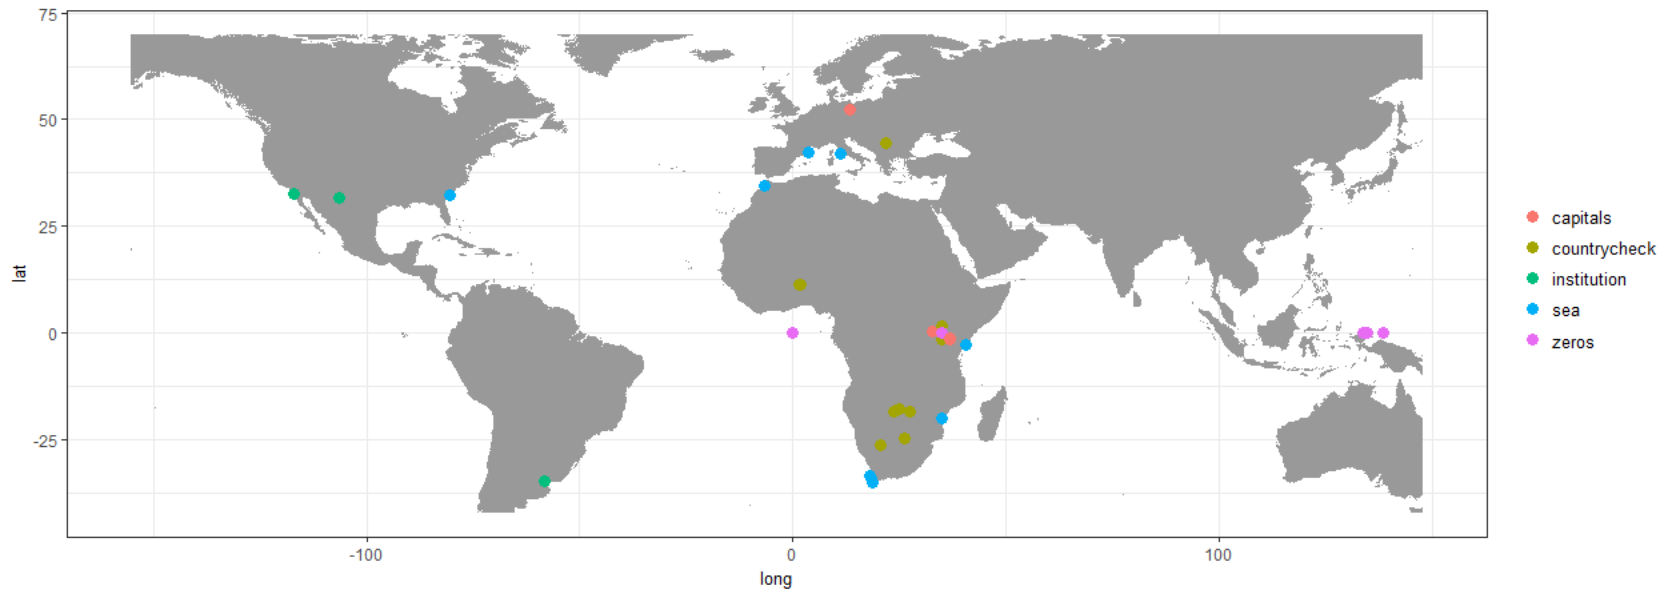 75
50
25
0
-25
lat
-100
0
100
long
capitals
countrycheck
institution
sea
zeros